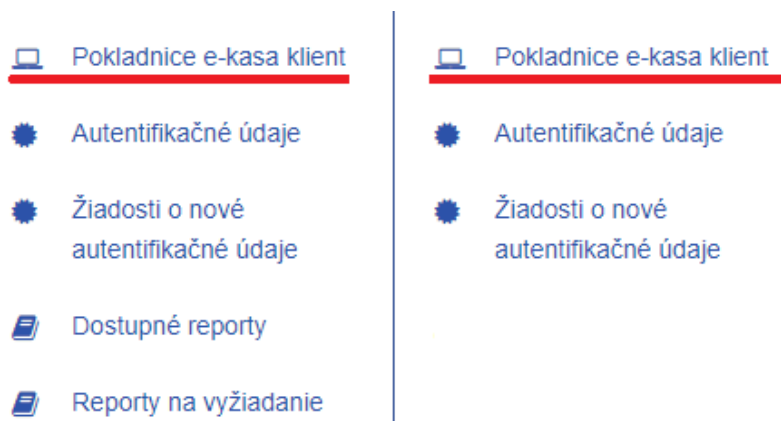 Pokladnice e-kasa klient
Autentifikačné údaje
Žiadosti o nové
autentifikačné údaje
Dostupné reporty
Reporty na vyžiadanie
Pokladnice e-kasa klient
Autentifikačné údaje
Žiadosti o nové
autentifikačné údaje